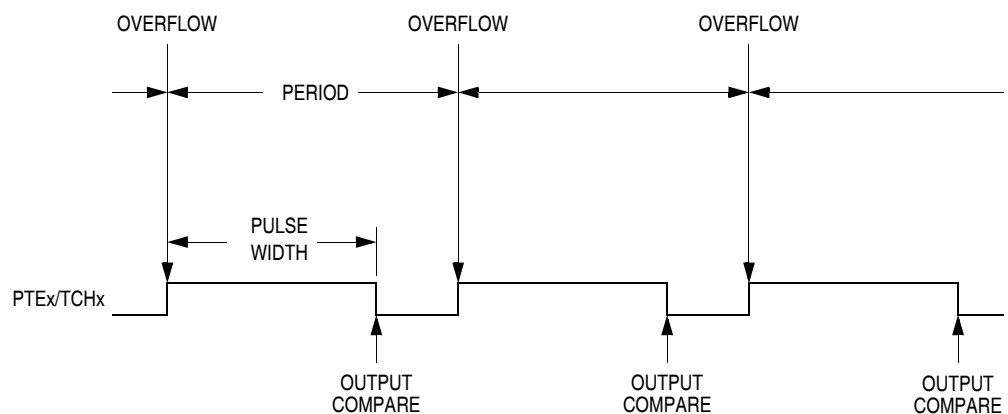 OVERFLOW
OVERFLOW
OVERFLOW
PERIOD
PULSE
WIDTH
PTEx/TCHx
OUTPUT
COMPARE
OUTPUT
COMPARE
OUTPUT
COMPARE